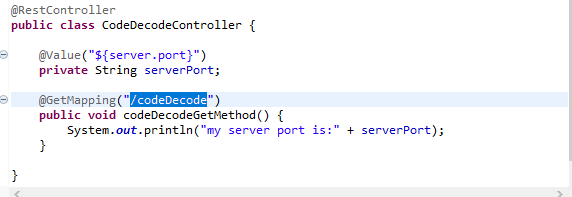 @RestController
public class CodeDecodeController {
@Value("${server.port}")
private String serverPort;
@GetMapping("/codeDecode")
public void codeDecodeGetMethod() {
System.out.println("my server port is:" + serverPort);
}
}